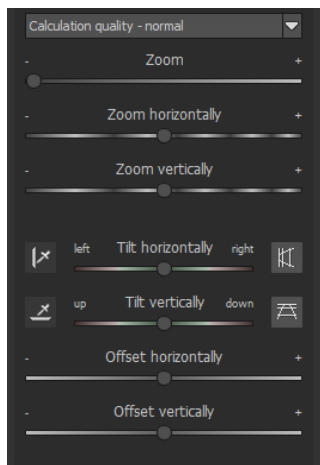 Calculation quality - normal
- Zoom +
- Zoom horizontally +
- Zoom vertically +
left Tilt horizontally right
up Tilt vertically down
- Offset horizontally +
- Offset vertically +